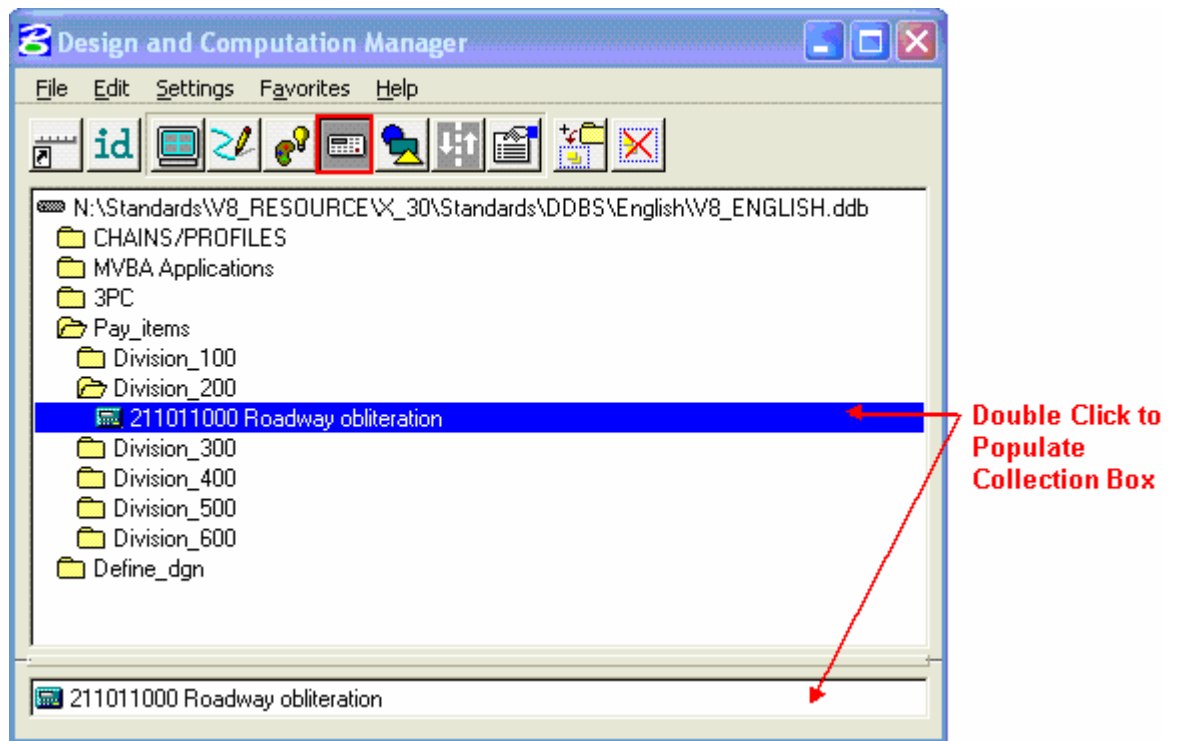 Design and Computation Manager
File Edit Settings Favorites Help
id
N:\Standards\V8_RESOURCE\X_30\Standards\DDBS\English\V8_ENGLISH.ddb
CHAINS/PROFILES
MVBA Applications
3PC
Pay_items
Division_100
Division_200
211011000 Roadway obliteration
Division_300
Division_400
Division_500
Division_600
Define_dgn
211011000 Roadway obliteration
Double Click to
Populate
Collection Box